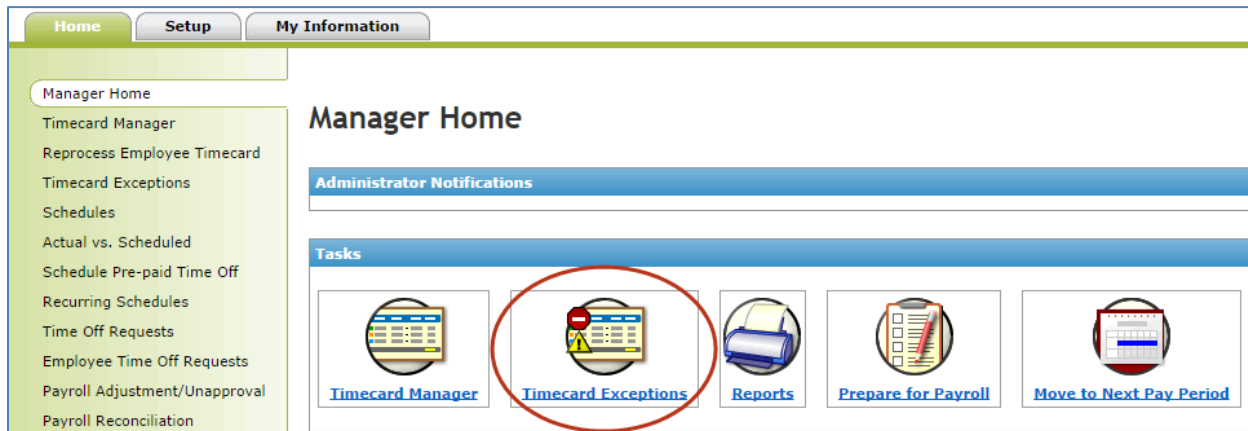 Home Setup My Information
Manager Home
Timecard Manager
Reprocess Employee Timecard
Timecard Exceptions
Schedules
Actual vs. Scheduled
Schedule Pre-paid Time Off
Recurring Schedules
Time Off Requests
Employee Time Off Requests
Payroll Adjustment/Unapproval
Payroll Reconciliation
Manager Home
Administrator Notifications
Tasks
Timecard Manager Timecard Exceptions Reports Prepare for Payroll Move to Next Pay Period